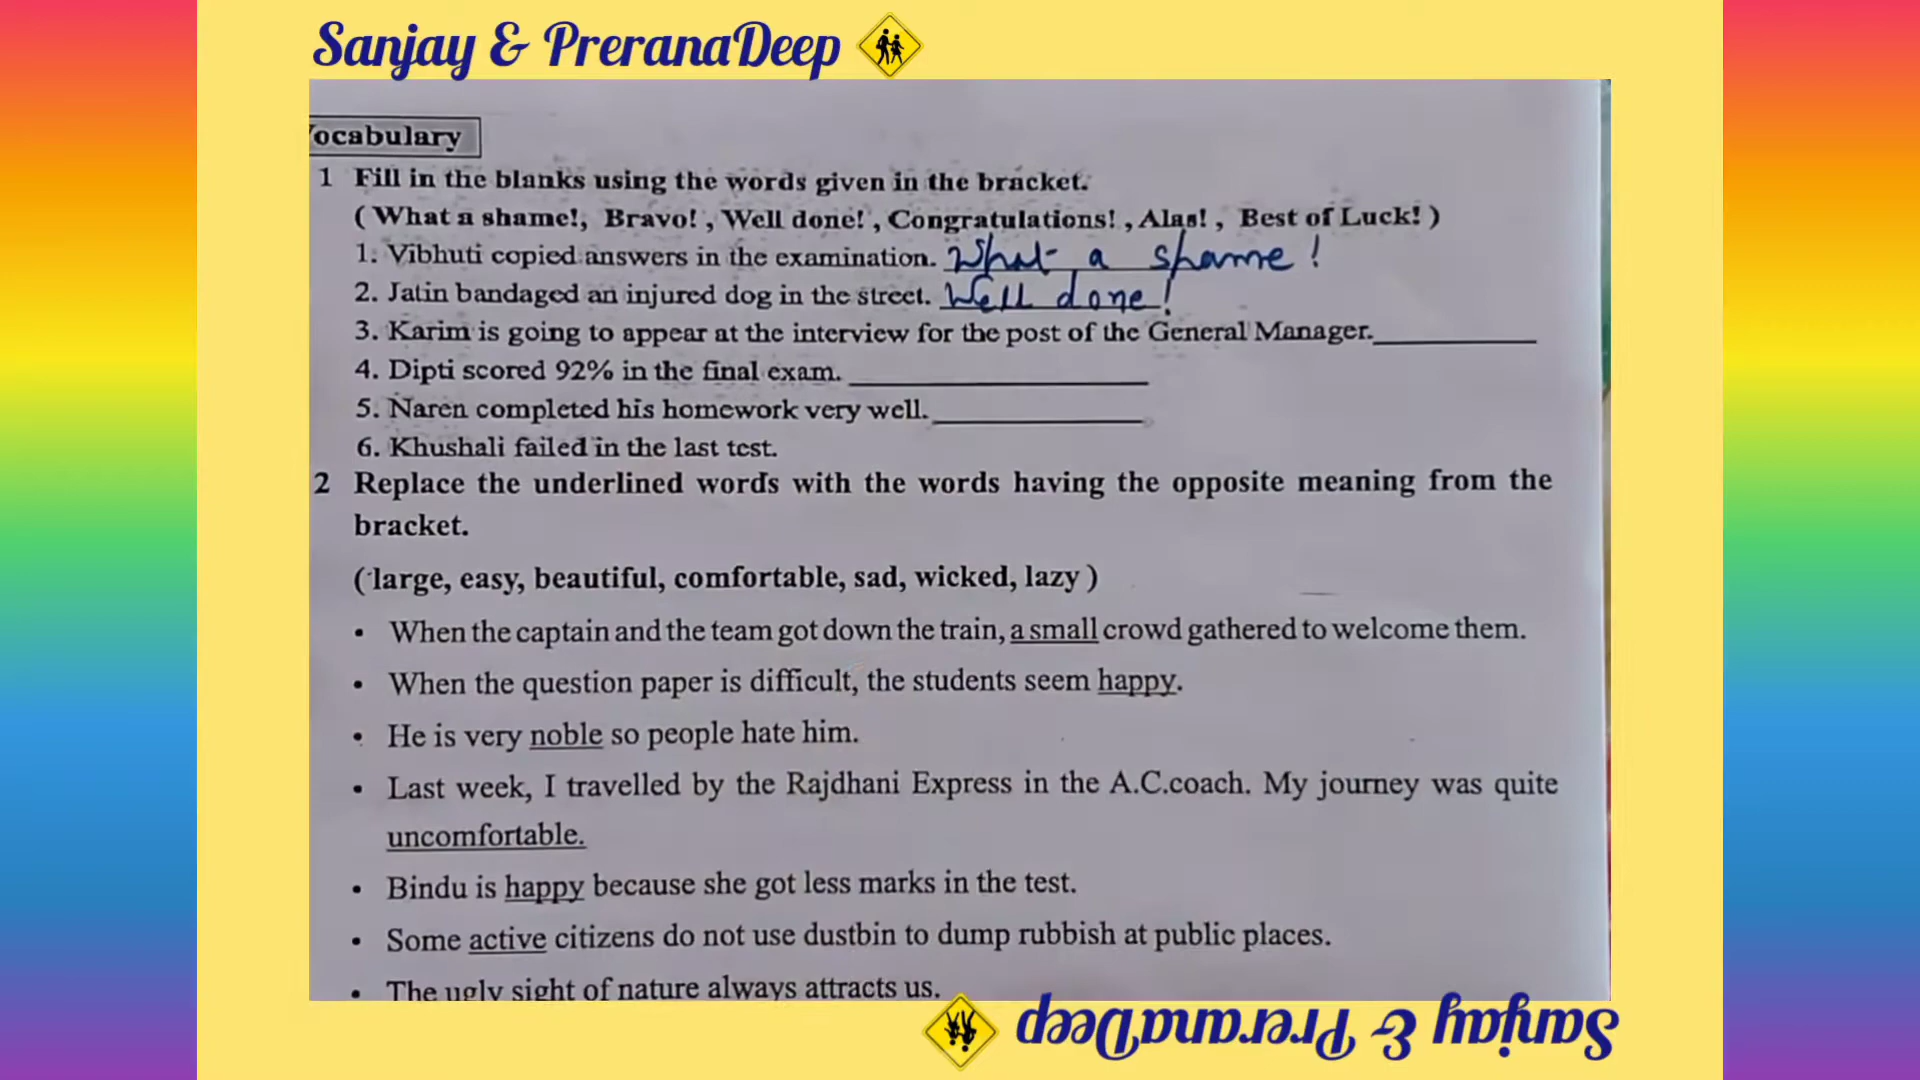 Sanjay & PreranaDeep
Vocabulary
1 Fill in the blanks using the words given in the bracket.
( What a shame!, Bravo! , Well done! , Congratulations! , Alas! , Best of Luck! )
1. Vibhuti copied answers in the examination. What a shame!
2. Jatin bandaged an injured dog in the street. Well done!
3. Karim is going to appear at the interview for the post of the General Manager.
4. Dipti scored 92% in the final exam.
5. Naren completed his homework very well.
6. Khushali failed in the last test.
2 Replace the underlined words with the words having the opposite meaning from the
bracket.
( large, easy, beautiful, comfortable, sad, wicked, lazy )
• When the captain and the team got down the train, a small crowd gathered to welcome them.
• When the question paper is difficult, the students seem happy.
• He is very noble so people hate him.
• Last week, I travelled by the Rajdhani Express in the A.C.coach. My journey was quite
uncomfortable.
• Bindu is happy because she got less marks in the test.
• Some active citizens do not use dustbin to dump rubbish at public places.
• The ugly sight of nature always attracts us.
Sanjay & PreranaDeep